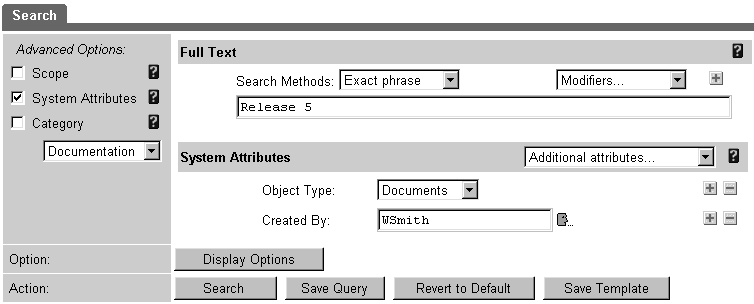 Search
Advanced Options:
Scope ?
System Attributes ?
Category ?
Documentation
Full Text ?
Search Methods: Exact phrase Modifiers... +
Release 5
System Attributes Additional attributes... ?
Object Type: Documents + −
Created By: WSmith ... + −
Option: Display Options
Action: Search Save Query Revert to Default Save Template